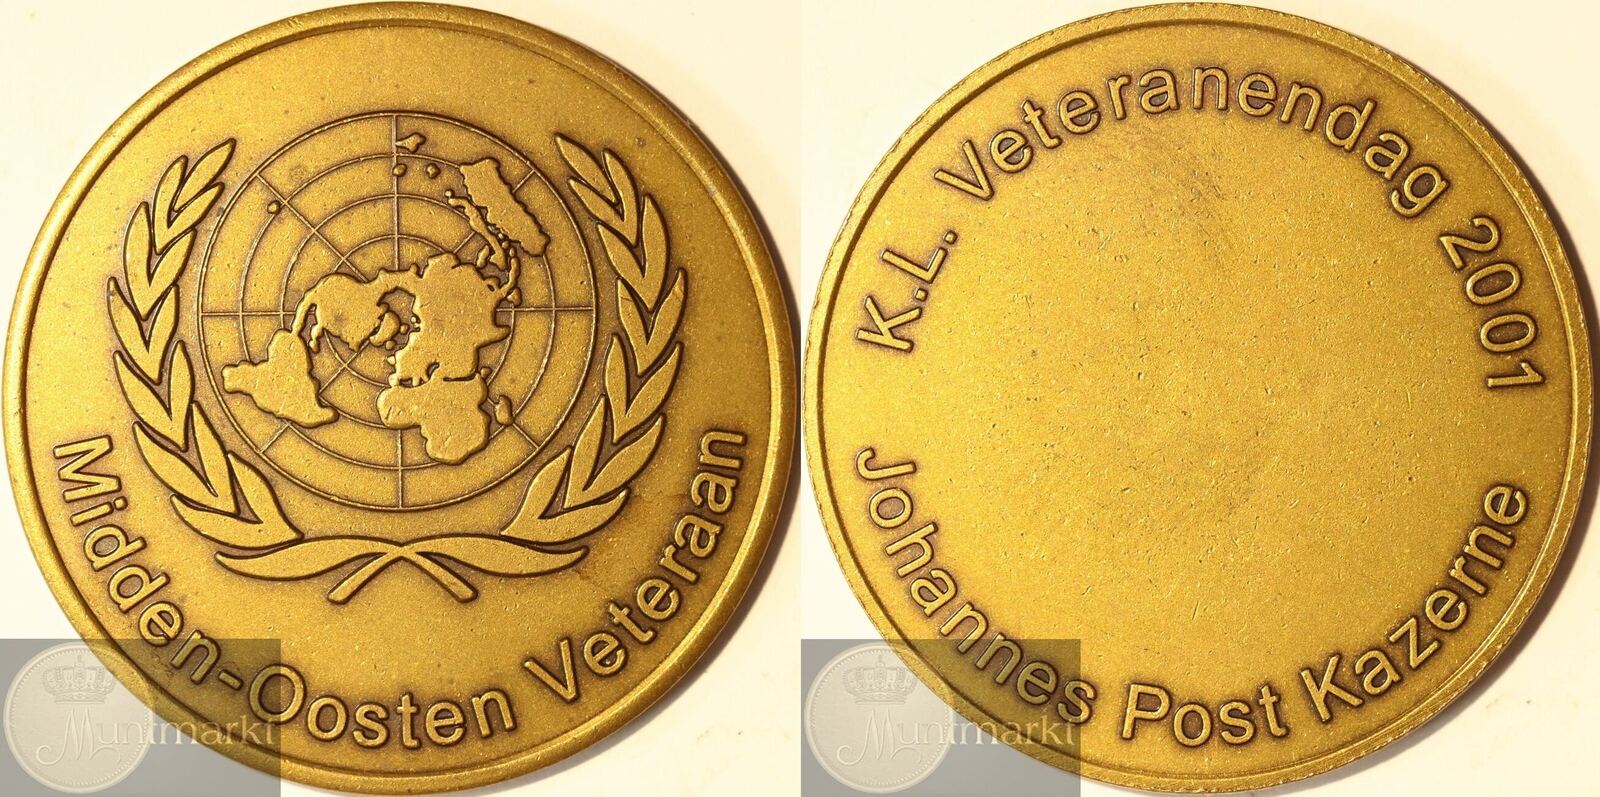 Midden-Oosten Veteraan
K.L. Veteranendag 2001
Johannes Post Kazerne
Muntmarkt
Muntmarkt